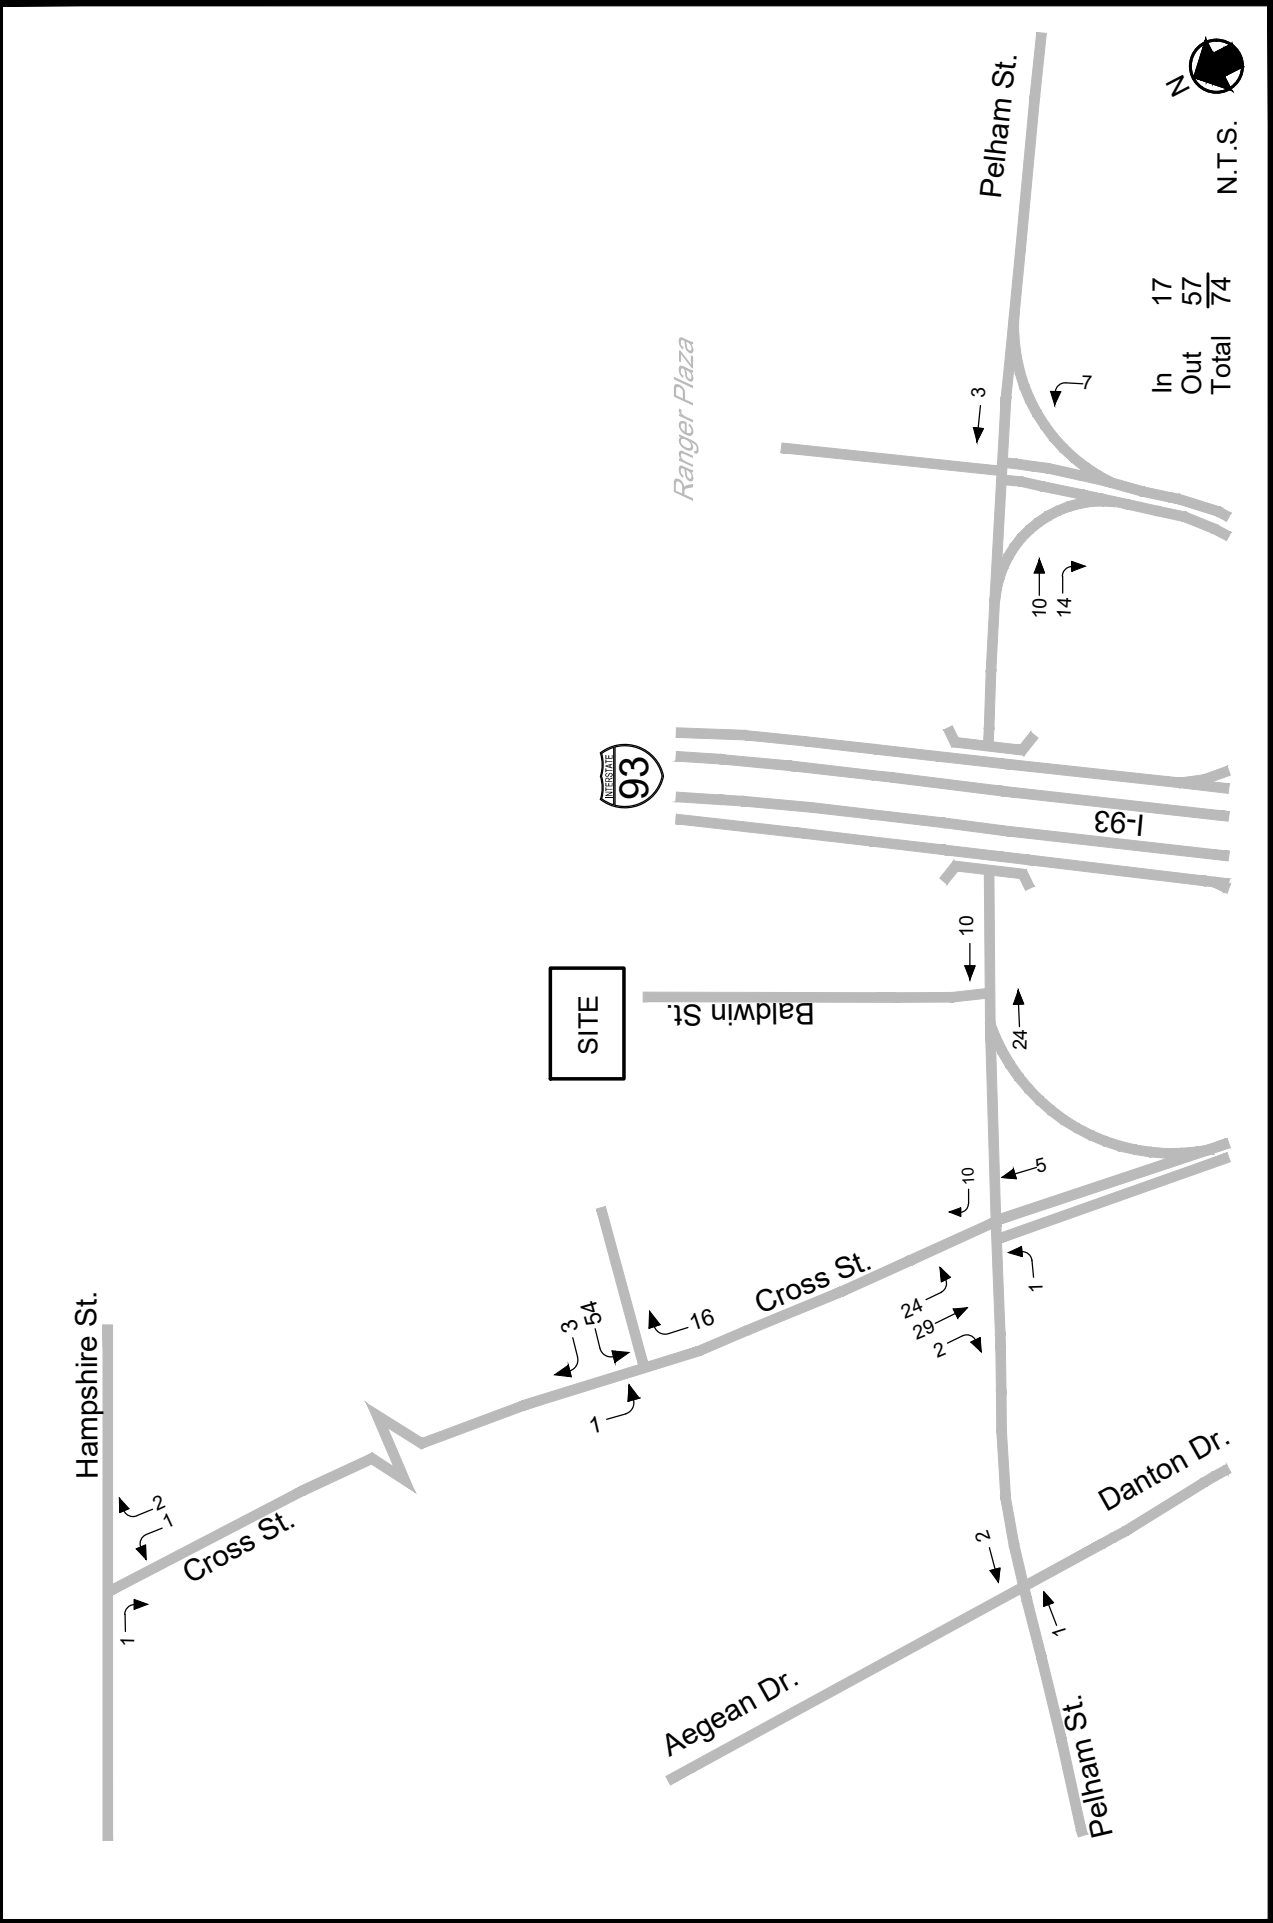 Hampshire St.
2
1
1
Cross St.
3
54
16
1
Cross St.
SITE
Baldwin St.
INTERSTATE
93
I-93
Ranger Plaza
Pelham St.
3
7
10
14
10
24
10
5
1
24
29
2
2
1
Aegean Dr.
Danton Dr.
Pelham St.
In 17
Out 57
Total 74
N.T.S.
N